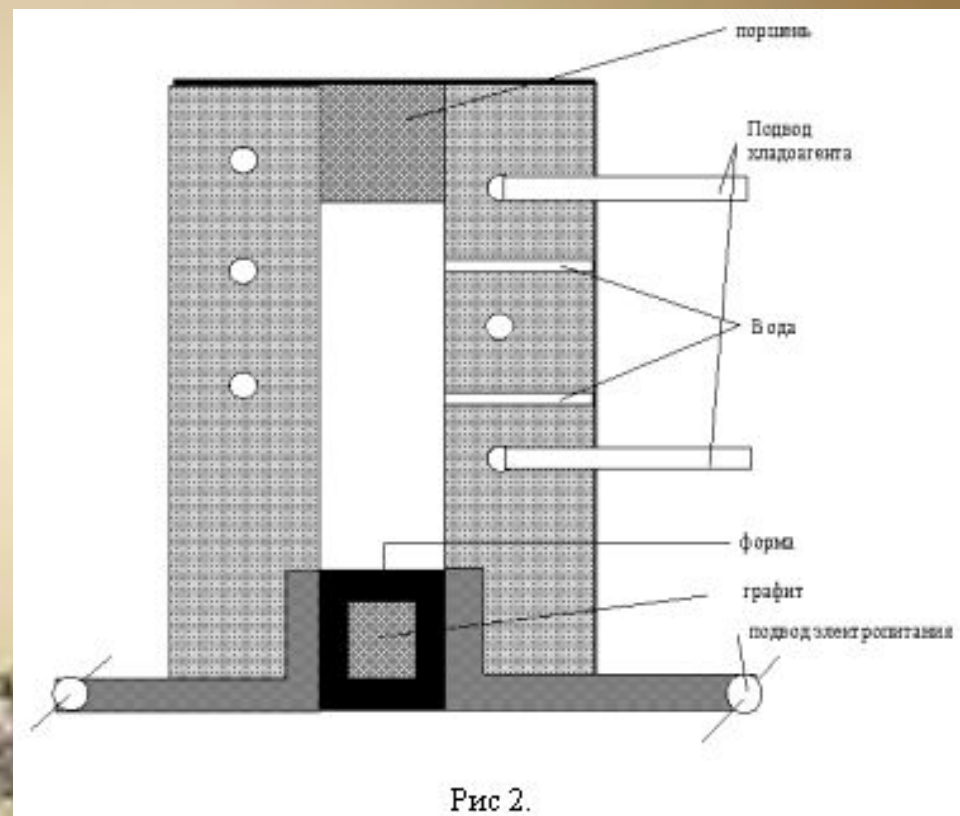 поршень
Подвод
хладоагента
Вода
форма
графит
подвод электропитания
Рис 2.